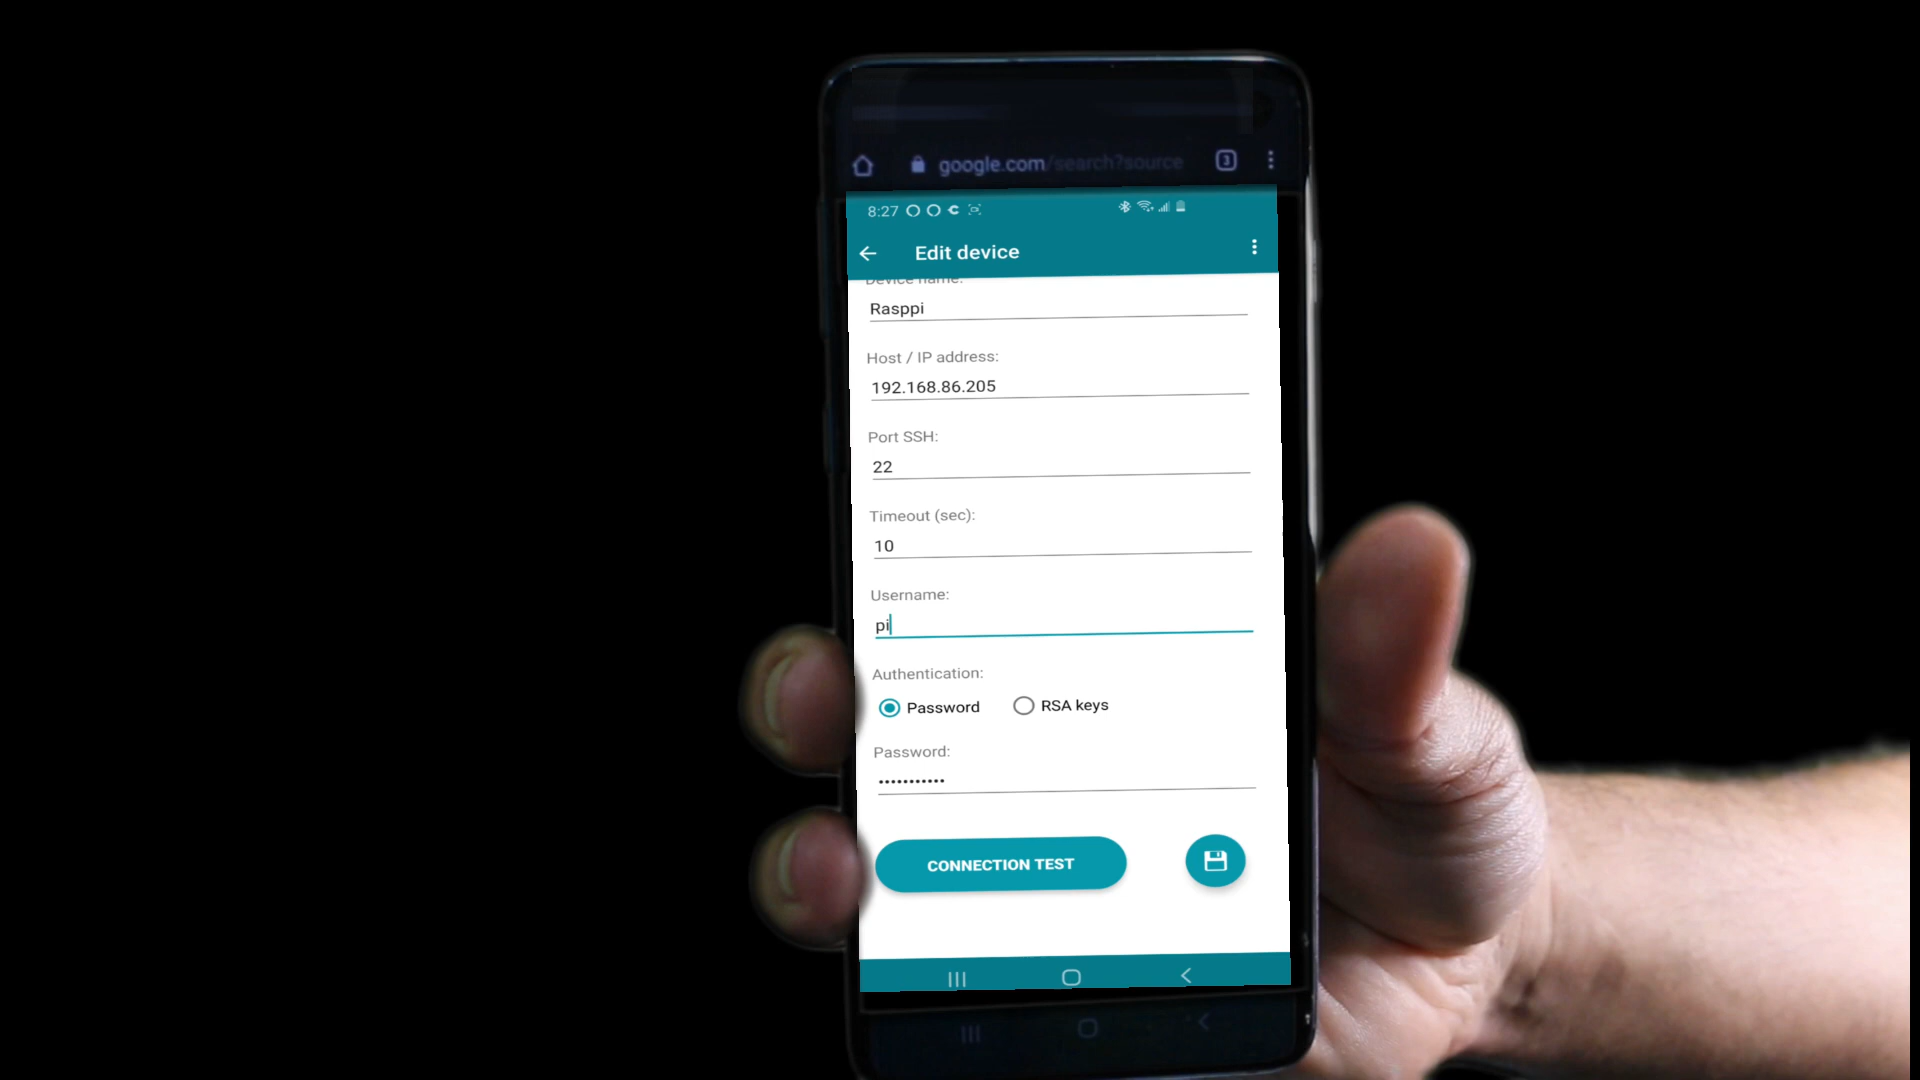 google.com/search?source
3
8:27
Edit device
Device name:
Rasppi
Host / IP address:
192.168.86.205
Port SSH:
22
Timeout (sec):
10
Username:
pi
Authentication:
Password RSA keys
Password:
•••••••••••
CONNECTION TEST